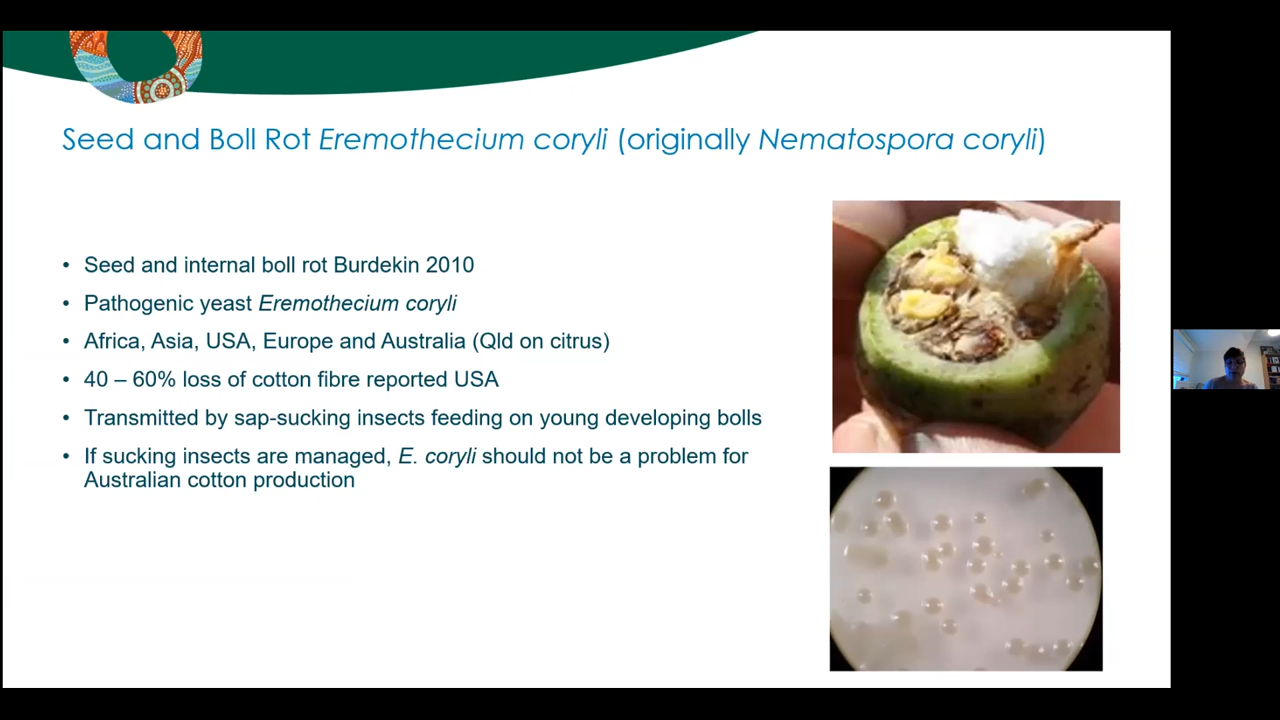 Seed and Boll Rot Eremothecium coryli (originally Nematospora coryli)
• Seed and internal boll rot Burdekin 2010
• Pathogenic yeast Eremothecium coryli
• Africa, Asia, USA, Europe and Australia (Qld on citrus)
• 40 – 60% loss of cotton fibre reported USA
• Transmitted by sap-sucking insects feeding on young developing bolls
• If sucking insects are managed, E. coryli should not be a problem for
Australian cotton production